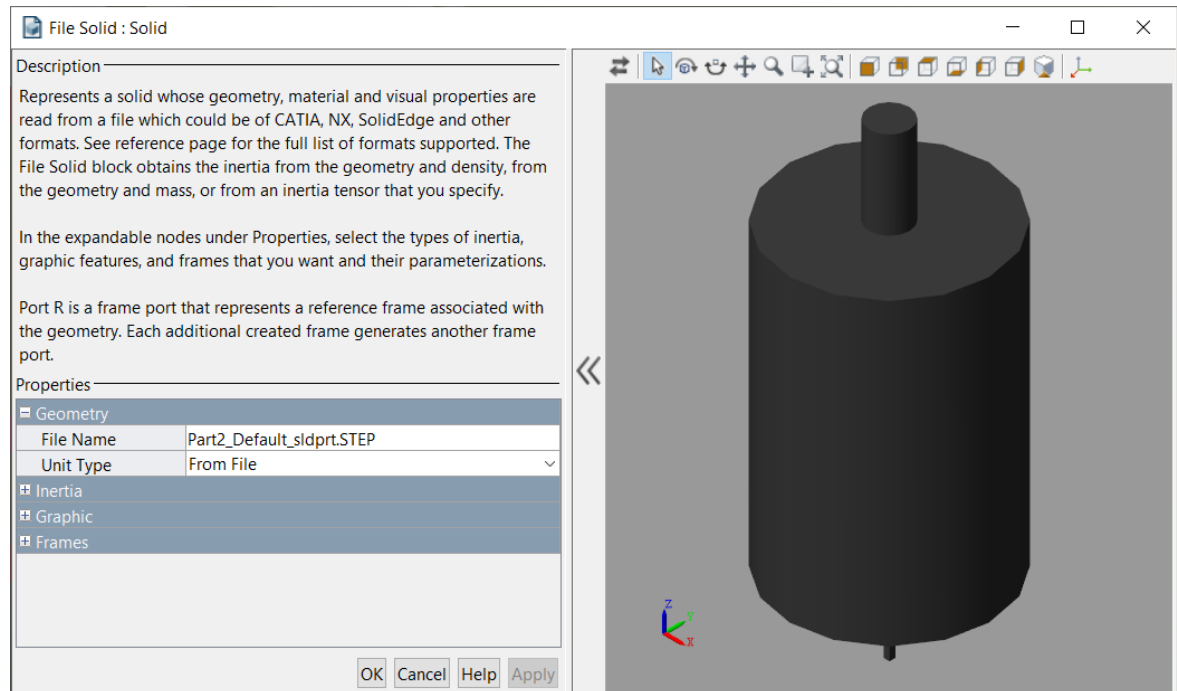 File Solid : Solid
Description
Represents a solid whose geometry, material and visual properties are
read from a file which could be of CATIA, NX, SolidEdge and other
formats. See reference page for the full list of formats supported. The
File Solid block obtains the inertia from the geometry and density, from
the geometry and mass, or from an inertia tensor that you specify.
In the expandable nodes under Properties, select the types of inertia,
graphic features, and frames that you want and their parameterizations.
Port R is a frame port that represents a reference frame associated with
the geometry. Each additional created frame generates another frame
port.
Properties
Geometry
File Name Part2_Default_sldprt.STEP
Unit Type From File
Inertia
Graphic
Frames
OK Cancel Help Apply
Z
Y
X